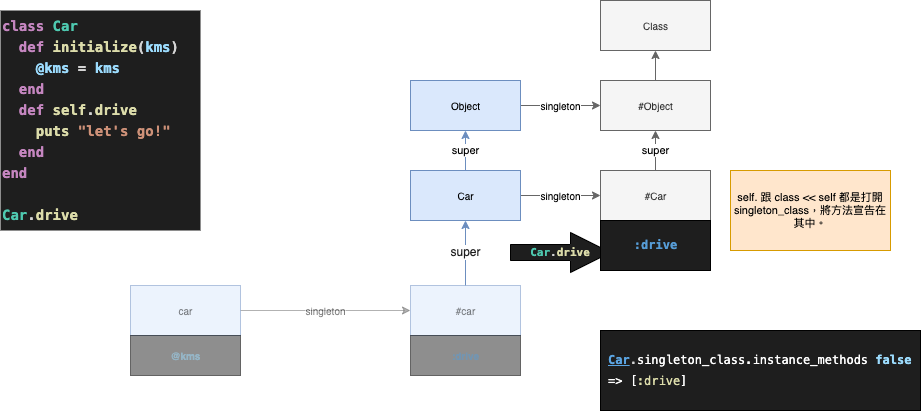 class Car
def initialize(kms)
@kms = kms
end
def self.drive
puts "let's go!"
end
end
Car.drive
Class
Object
singleton
#Object
super
super
Car
singleton
#Car
self. 跟 class << self 都是打開
singleton_class，將方法宣告在
其中。
:drive
Car.drive
super
car
singleton
#car
@kms
Car.singleton_class.instance_methods false
=> [:drive]